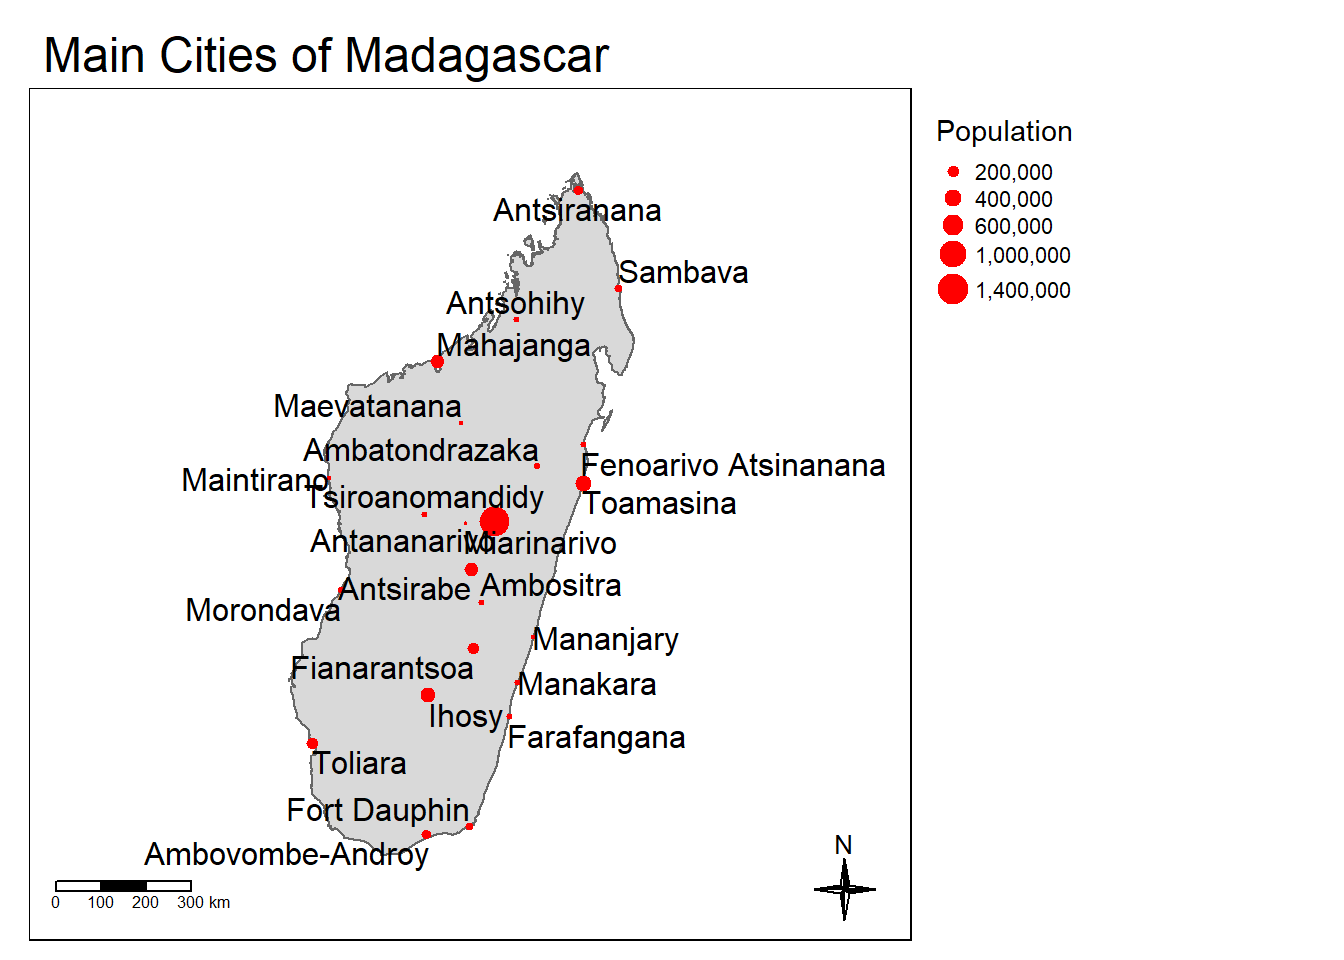 Main Cities of Madagascar
Population
200,000
400,000
600,000
1,000,000
1,400,000
Antsiranana
Sambava
Antsohihy
Mahajanga
Maevatanana
Ambatondrazaka
Fenoarivo Atsinanana
Maintirano
Tsiroanomandidy
Toamasina
Antananarivo
Miarinarivo
Antsirabe
Ambositra
Morondava
Mananjary
Fianarantsoa
Manakara
Ihosy
Farafangana
Toliara
Fort Dauphin
Ambovombe-Androy
N
0 100 200 300 km